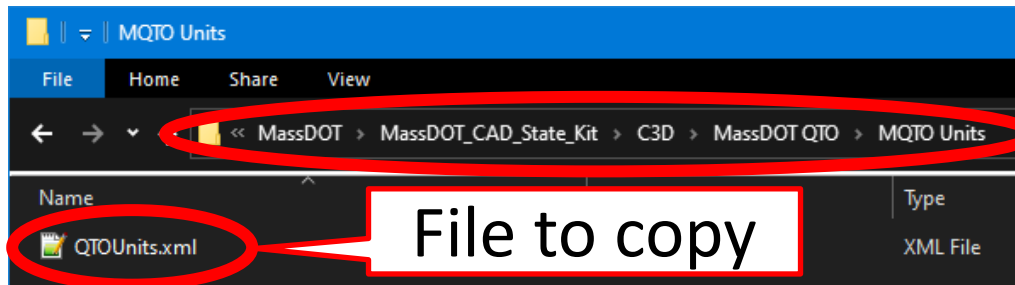 MQTO Units
File Home Share View
« MassDOT > MassDOT_CAD_State_Kit > C3D > MassDOT QTO > MQTO Units
Name Type
QTOUnits.xml XML File
File to copy